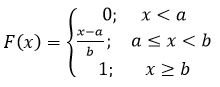 0; x < a
F(x) = { (x−a)/b ; a ≤ x < b
1; x ≥ b